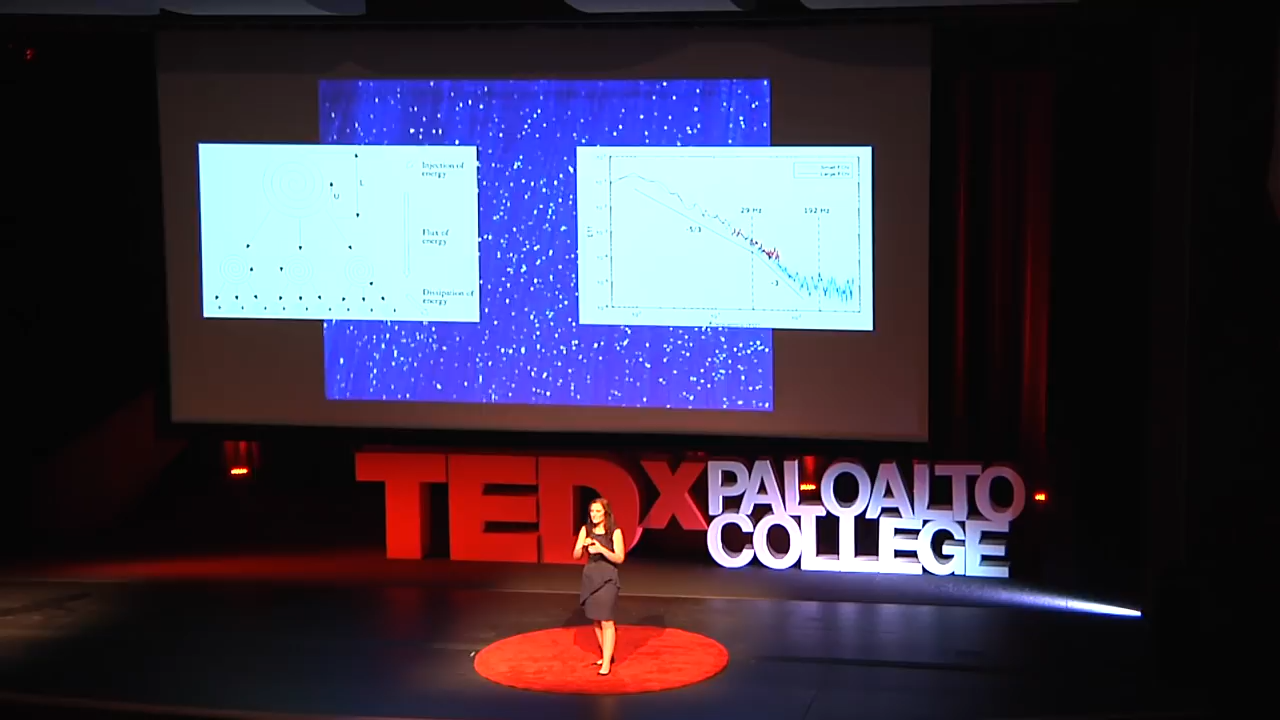 Injection of
energy
L
U
Flux of
energy
Dissipation of
energy
29 Hz
192 Hz
-5/3
-3
TEDx PALOALTO
COLLEGE